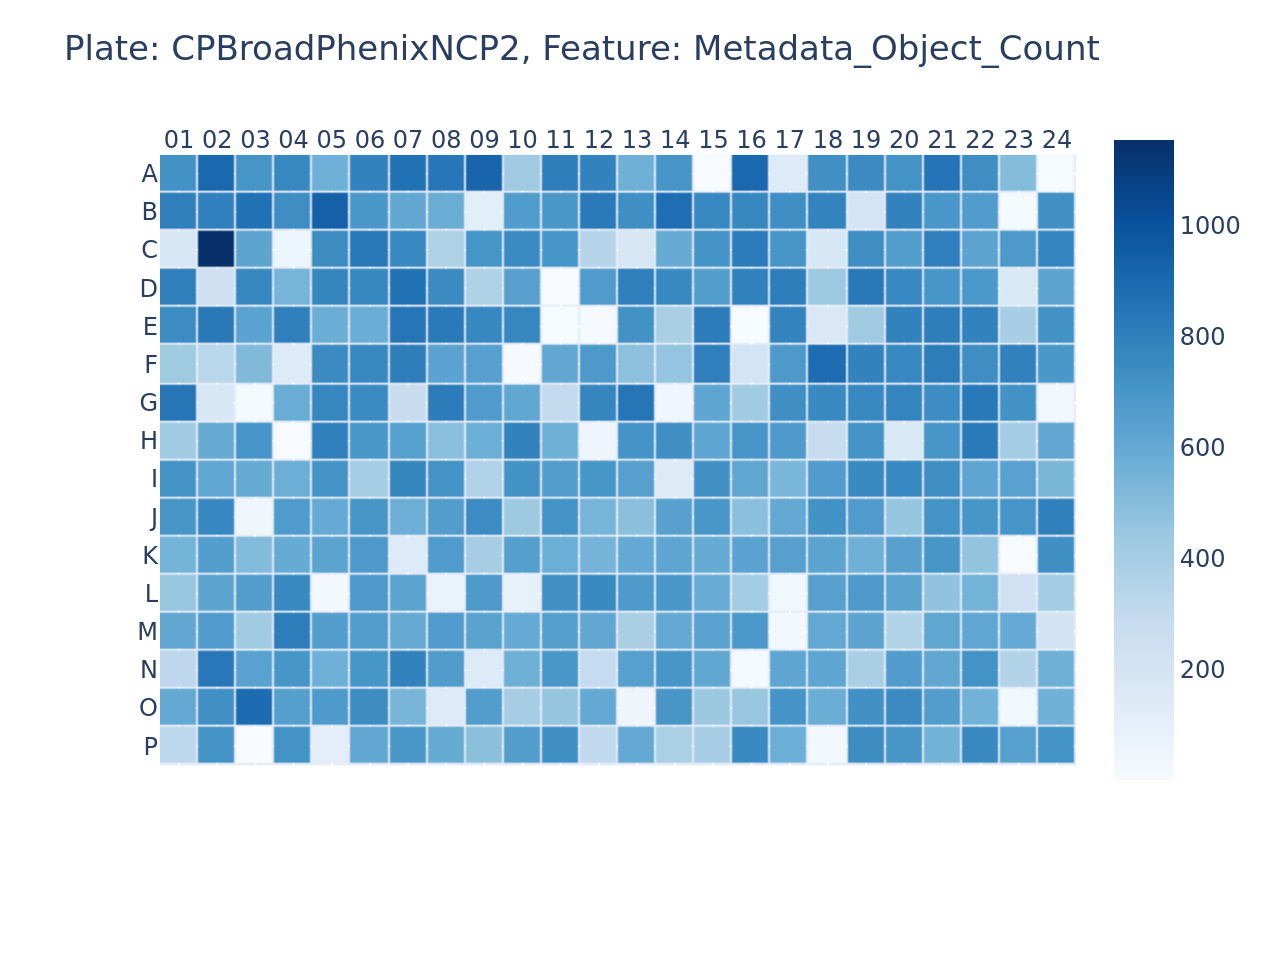 Plate: CPBroadPhenixNCP2, Feature: Metadata_Object_Count
01 02 03 04 05 06 07 08 09 10 11 12 13 14 15 16 17 18 19 20 21 22 23 24
A
B
C
D
E
F
G
H
I
J
K
L
M
N
O
P
1000
800
600
400
200